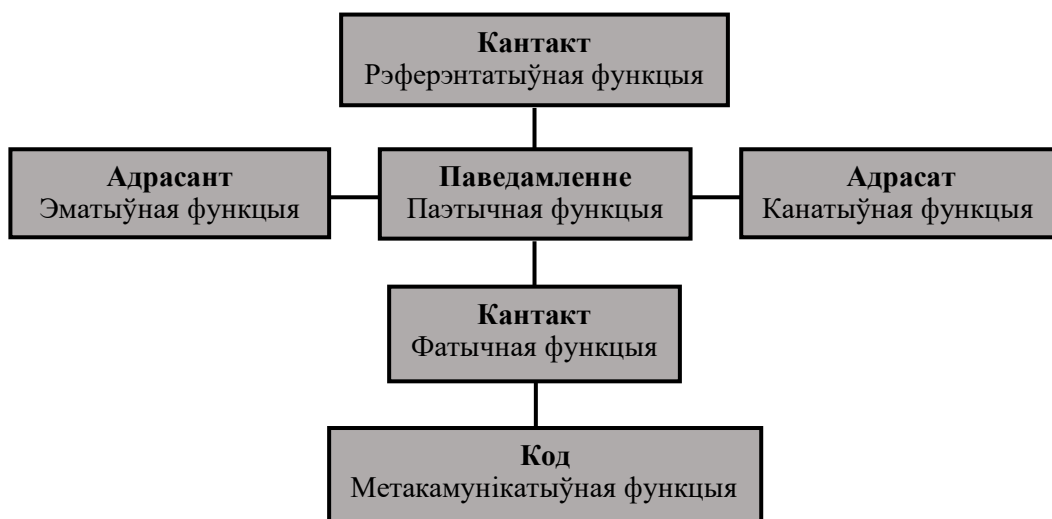 Кантакт
Рэферэнтатыўная функцыя
Адрасант
Эматыўная функцыя
Паведамленне
Паэтычная функцыя
Адрасат
Канатыўная функцыя
Кантакт
Фатычная функцыя
Код
Метакамунікатыўная функцыя